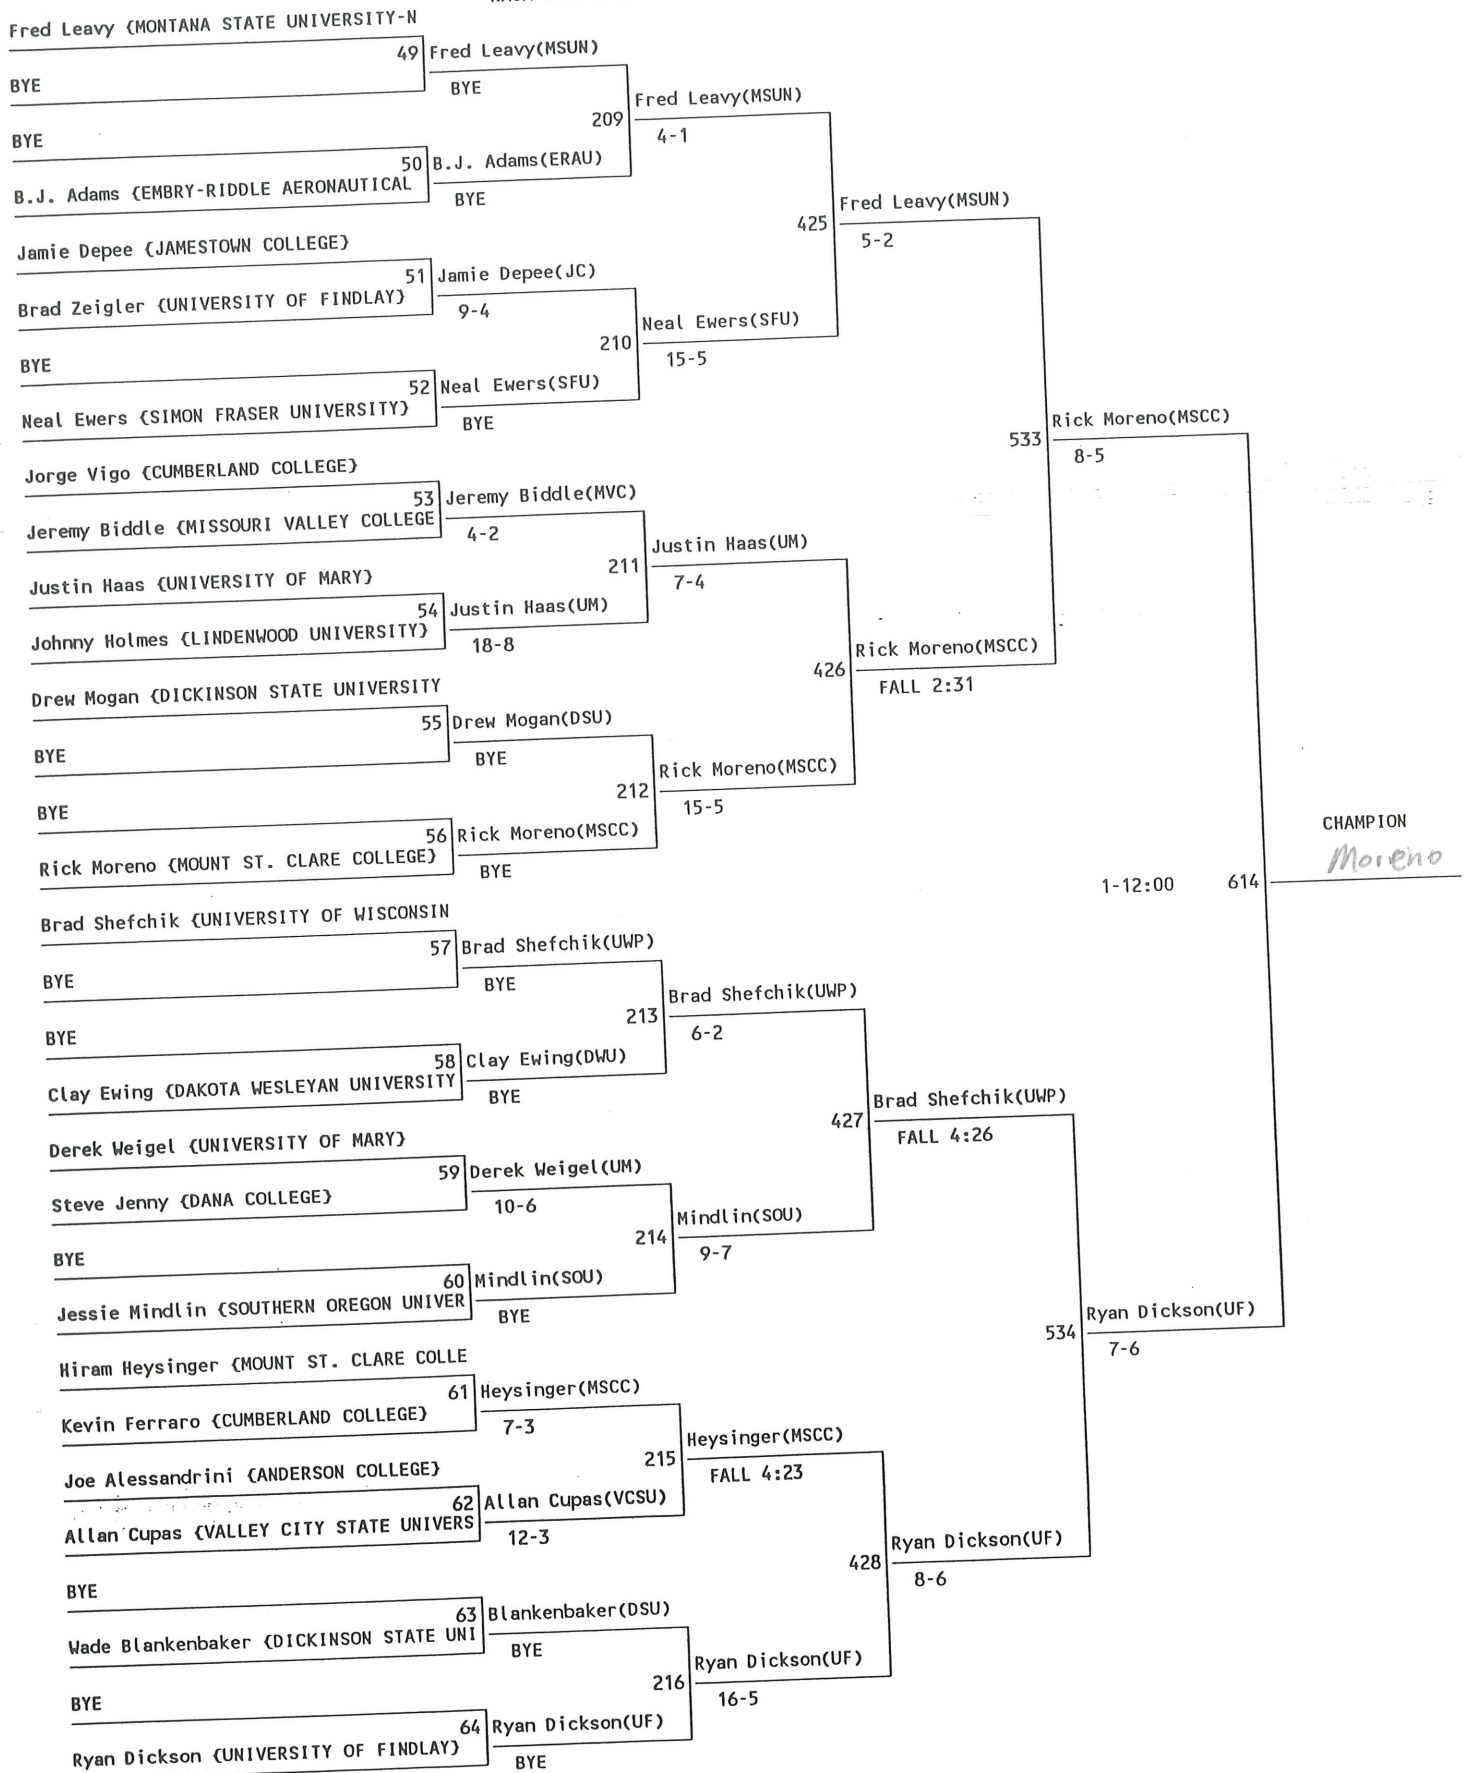 Fred Leavy {MONTANA STATE UNIVERSITY-N
49 Fred Leavy(MSUN)
BYE
BYE
Fred Leavy(MSUN)
209
4-1
BYE
50 B.J. Adams(ERAU)
B.J. Adams {EMBRY-RIDDLE AERONAUTICAL
BYE
Fred Leavy(MSUN)
425
5-2
Jamie Depee {JAMESTOWN COLLEGE}
51 Jamie Depee(JC)
Brad Zeigler {UNIVERSITY OF FINDLAY}
9-4
Neal Ewers(SFU)
210
15-5
BYE
52 Neal Ewers(SFU)
Neal Ewers {SIMON FRASER UNIVERSITY}
BYE
Rick Moreno(MSCC)
533
8-5
Jorge Vigo {CUMBERLAND COLLEGE}
53 Jeremy Biddle(MVC)
Jeremy Biddle {MISSOURI VALLEY COLLEGE
4-2
Justin Haas(UM)
211
7-4
Justin Haas {UNIVERSITY OF MARY}
54 Justin Haas(UM)
Johnny Holmes {LINDENWOOD UNIVERSITY}
18-8
Rick Moreno(MSCC)
426
FALL 2:31
Drew Mogan {DICKINSON STATE UNIVERSITY
55 Drew Mogan(DSU)
BYE
BYE
Rick Moreno(MSCC)
212
15-5
BYE
56 Rick Moreno(MSCC)
Rick Moreno {MOUNT ST. CLARE COLLEGE}
BYE
CHAMPION
Moreno
1-12:00 614
Brad Shefchik {UNIVERSITY OF WISCONSIN
57 Brad Shefchik(UWP)
BYE
BYE
Brad Shefchik(UWP)
213
6-2
BYE
58 Clay Ewing(DWU)
Clay Ewing {DAKOTA WESLEYAN UNIVERSITY
BYE
Brad Shefchik(UWP)
427
FALL 4:26
Derek Weigel {UNIVERSITY OF MARY}
59 Derek Weigel(UM)
Steve Jenny {DANA COLLEGE}
10-6
Mindlin(SOU)
214
9-7
BYE
60 Mindlin(SOU)
Jessie Mindlin {SOUTHERN OREGON UNIVER
BYE
Ryan Dickson(UF)
534
7-6
Hiram Heysinger {MOUNT ST. CLARE COLLE
61 Heysinger(MSCC)
Kevin Ferraro {CUMBERLAND COLLEGE}
7-3
Heysinger(MSCC)
215
FALL 4:23
Joe Alessandrini {ANDERSON COLLEGE}
62 Allan Cupas(VCSU)
Allan Cupas {VALLEY CITY STATE UNIVERS
12-3
Ryan Dickson(UF)
428
8-6
BYE
63 Blankenbaker(DSU)
Wade Blankenbaker {DICKINSON STATE UNI
BYE
Ryan Dickson(UF)
216
16-5
BYE
64 Ryan Dickson(UF)
Ryan Dickson {UNIVERSITY OF FINDLAY}
BYE